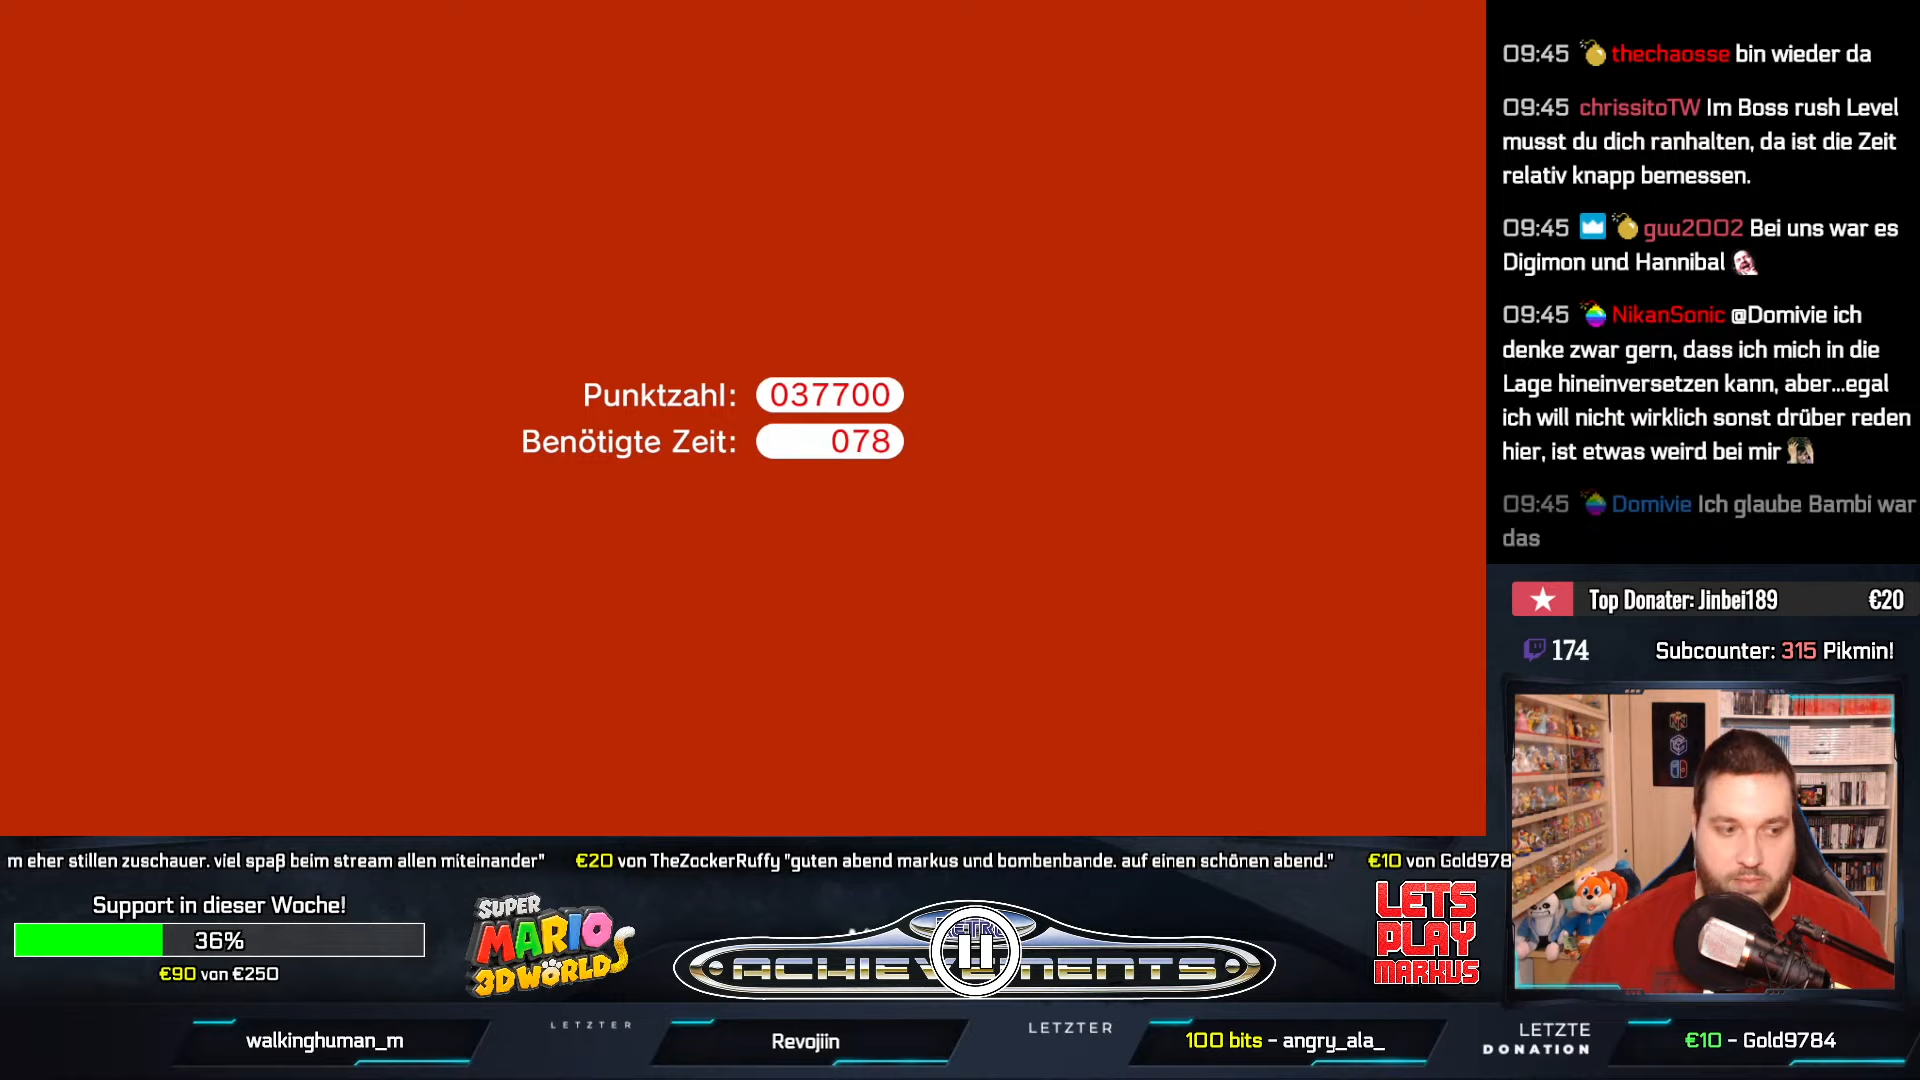 09:45 thechaosse bin wieder da
09:45 chrissitoTW Im Boss rush Level
musst du dich ranhalten, da ist die Zeit
relativ knapp bemessen.
09:45 guu2002 Bei uns war es
Digimon und Hannibal
09:45 NikanSonic @Domivie ich
denke zwar gern, dass ich mich in die
Lage hineinversetzen kann, aber...egal
ich will nicht wirklich sonst drüber reden
hier, ist etwas weird bei mir
09:45 Domivie Ich glaube Bambi war
das
Punktzahl: 037700
Benötigte Zeit: 078
Top Donater: Jinbei189 €20
174 Subcounter: 315 Pikmin!
m eher stillen zuschauer. viel spaß beim stream allen miteinander" €20 von TheZockerRuffy "guten abend markus und bombenbande. auf einen schönen abend." €10 von Gold978
Support in dieser Woche!
36%
€90 von €250
SUPER
MARIO
3D WORLD
RETRO
ACHIEVEMENTS
LETS
PLAY
MARKUS
walkinghuman_m
LETZTER
Revojiin
LETZTER
100 bits - angry_ala_
LETZTE
DONATION
€10 - Gold9784